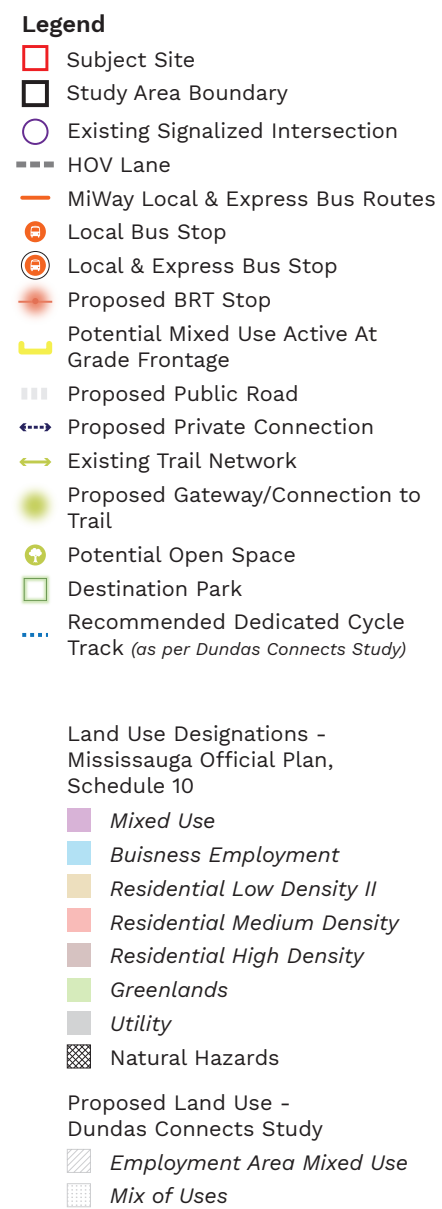 Legend
Subject Site
Study Area Boundary
Existing Signalized Intersection
HOV Lane
MiWay Local & Express Bus Routes
Local Bus Stop
Local & Express Bus Stop
Proposed BRT Stop
Potential Mixed Use Active At
Grade Frontage
Proposed Public Road
Proposed Private Connection
Existing Trail Network
Proposed Gateway/Connection to
Trail
Potential Open Space
Destination Park
Recommended Dedicated Cycle
Track (as per Dundas Connects Study)
Land Use Designations -
Mississauga Official Plan,
Schedule 10
Mixed Use
Buisness Employment
Residential Low Density II
Residential Medium Density
Residential High Density
Greenlands
Utility
Natural Hazards
Proposed Land Use -
Dundas Connects Study
Employment Area Mixed Use
Mix of Uses